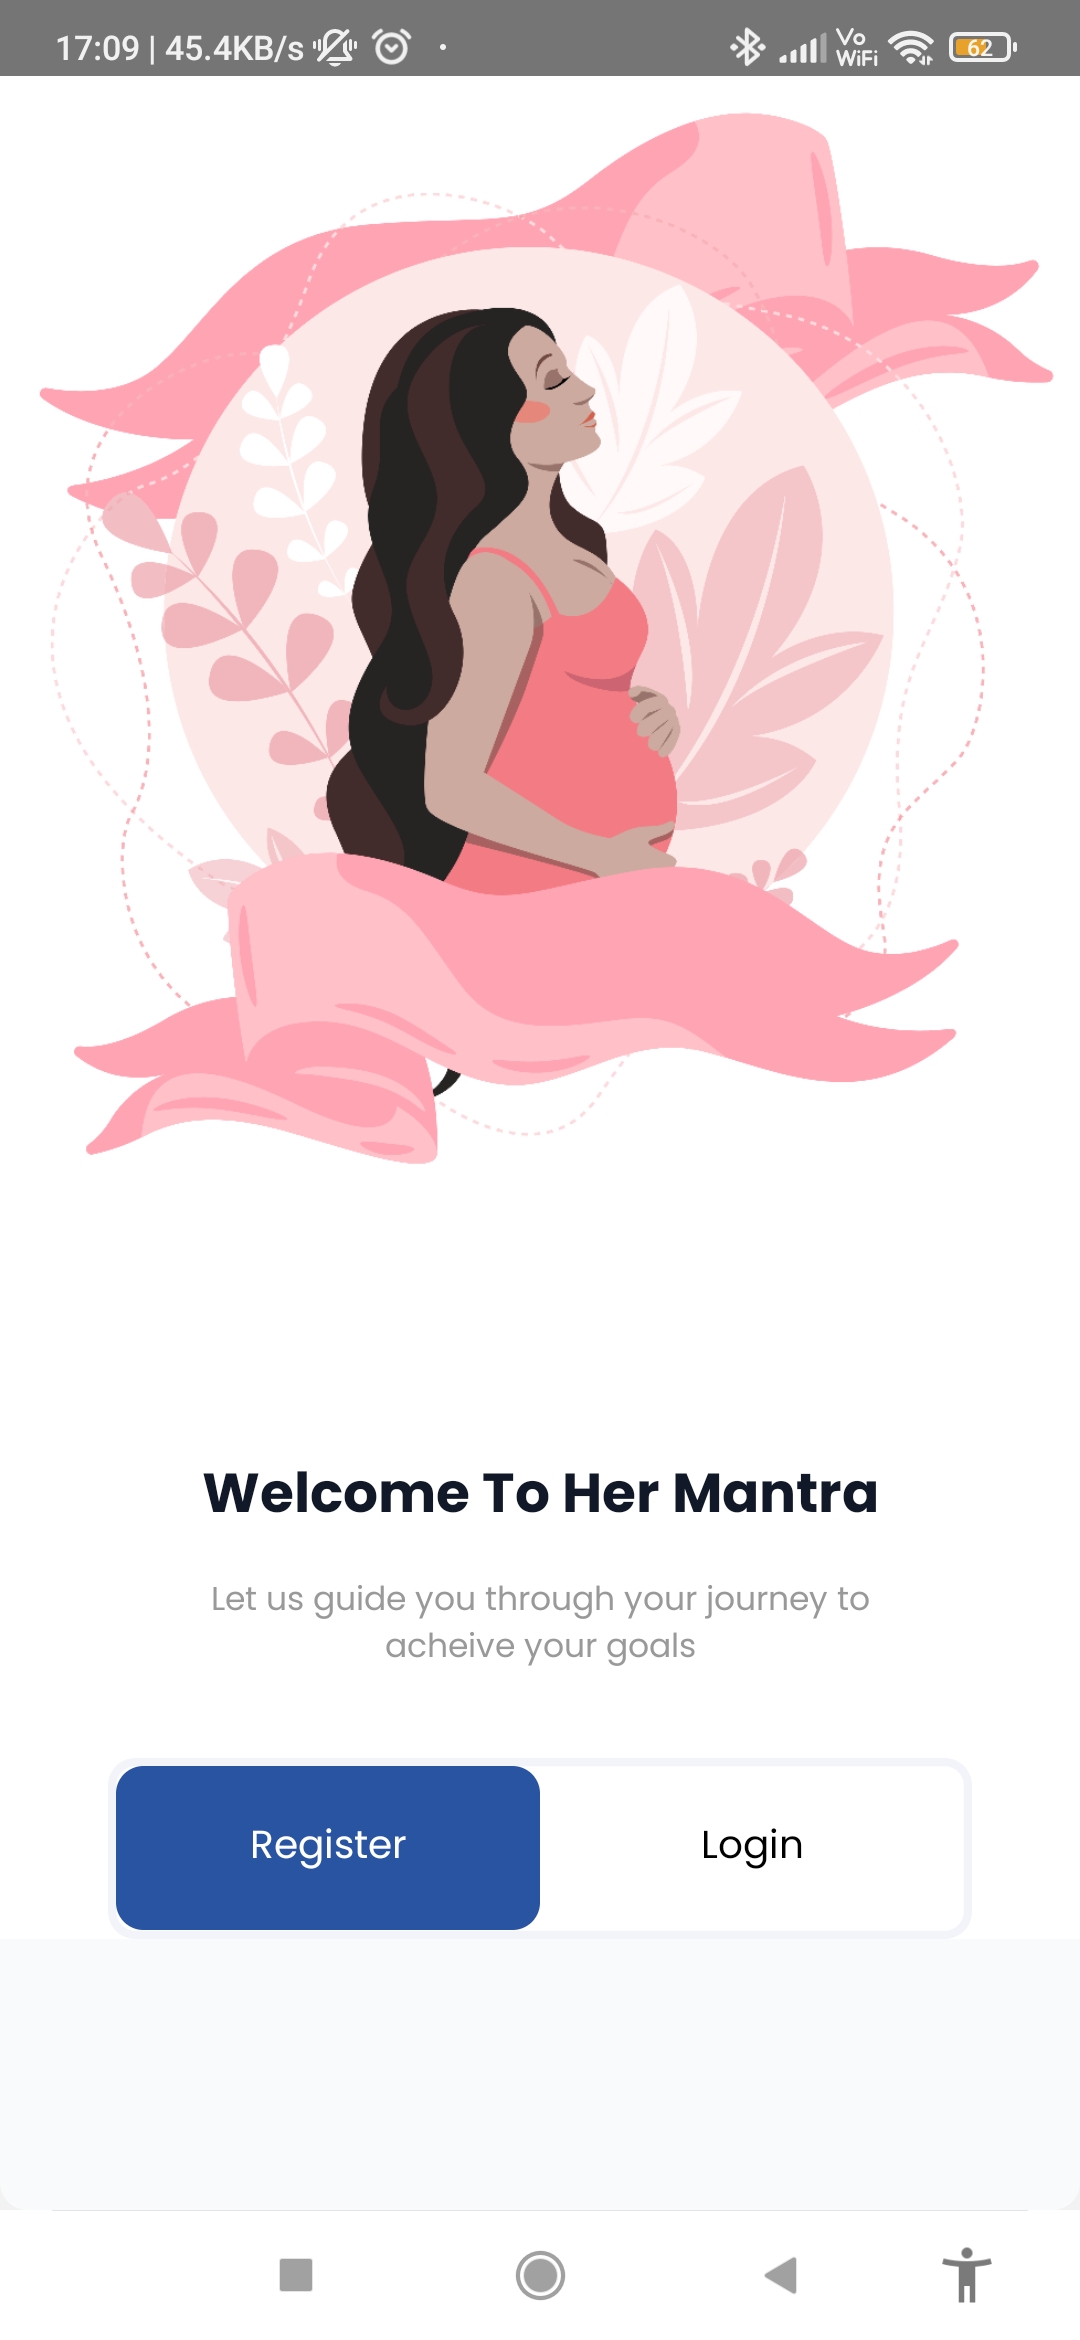 17:09 | 45.4KB/s
Vo
WiFi
62
Welcome To Her Mantra
Let us guide you through your journey to
acheive your goals
Register
Login